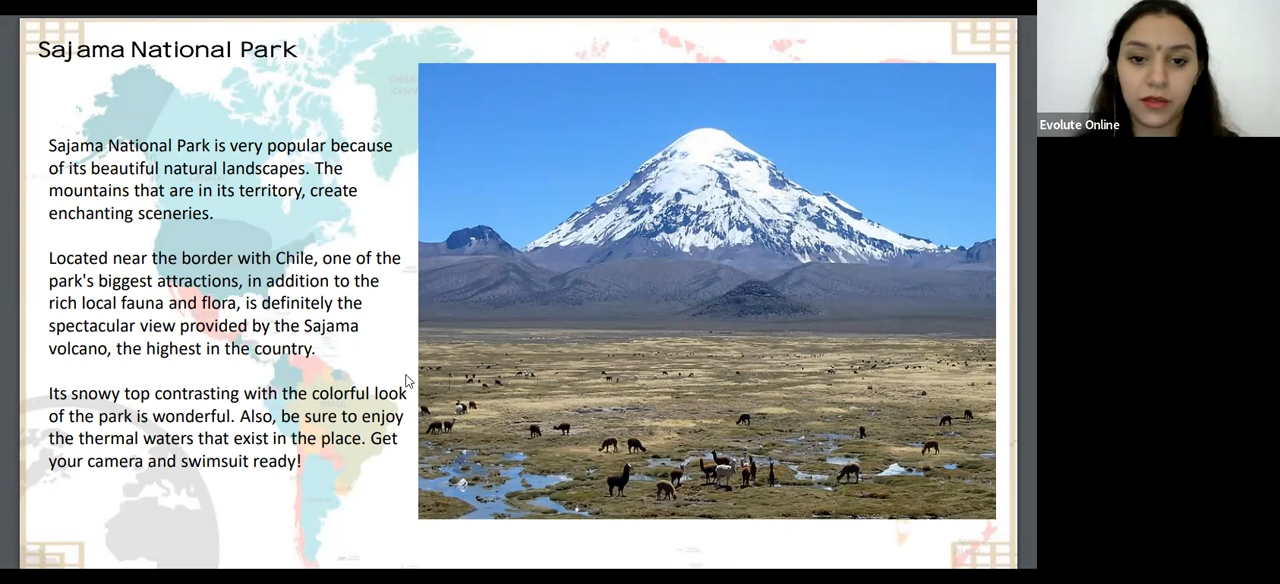 Sajama National Park
Sajama National Park is very popular because
of its beautiful natural landscapes. The
mountains that are in its territory, create
enchanting sceneries.
Located near the border with Chile, one of the
park's biggest attractions, in addition to the
rich local fauna and flora, is definitely the
spectacular view provided by the Sajama
volcano, the highest in the country.
Its snowy top contrasting with the colorful look
of the park is wonderful. Also, be sure to enjoy
the thermal waters that exist in the place. Get
your camera and swimsuit ready!
Evolute Online